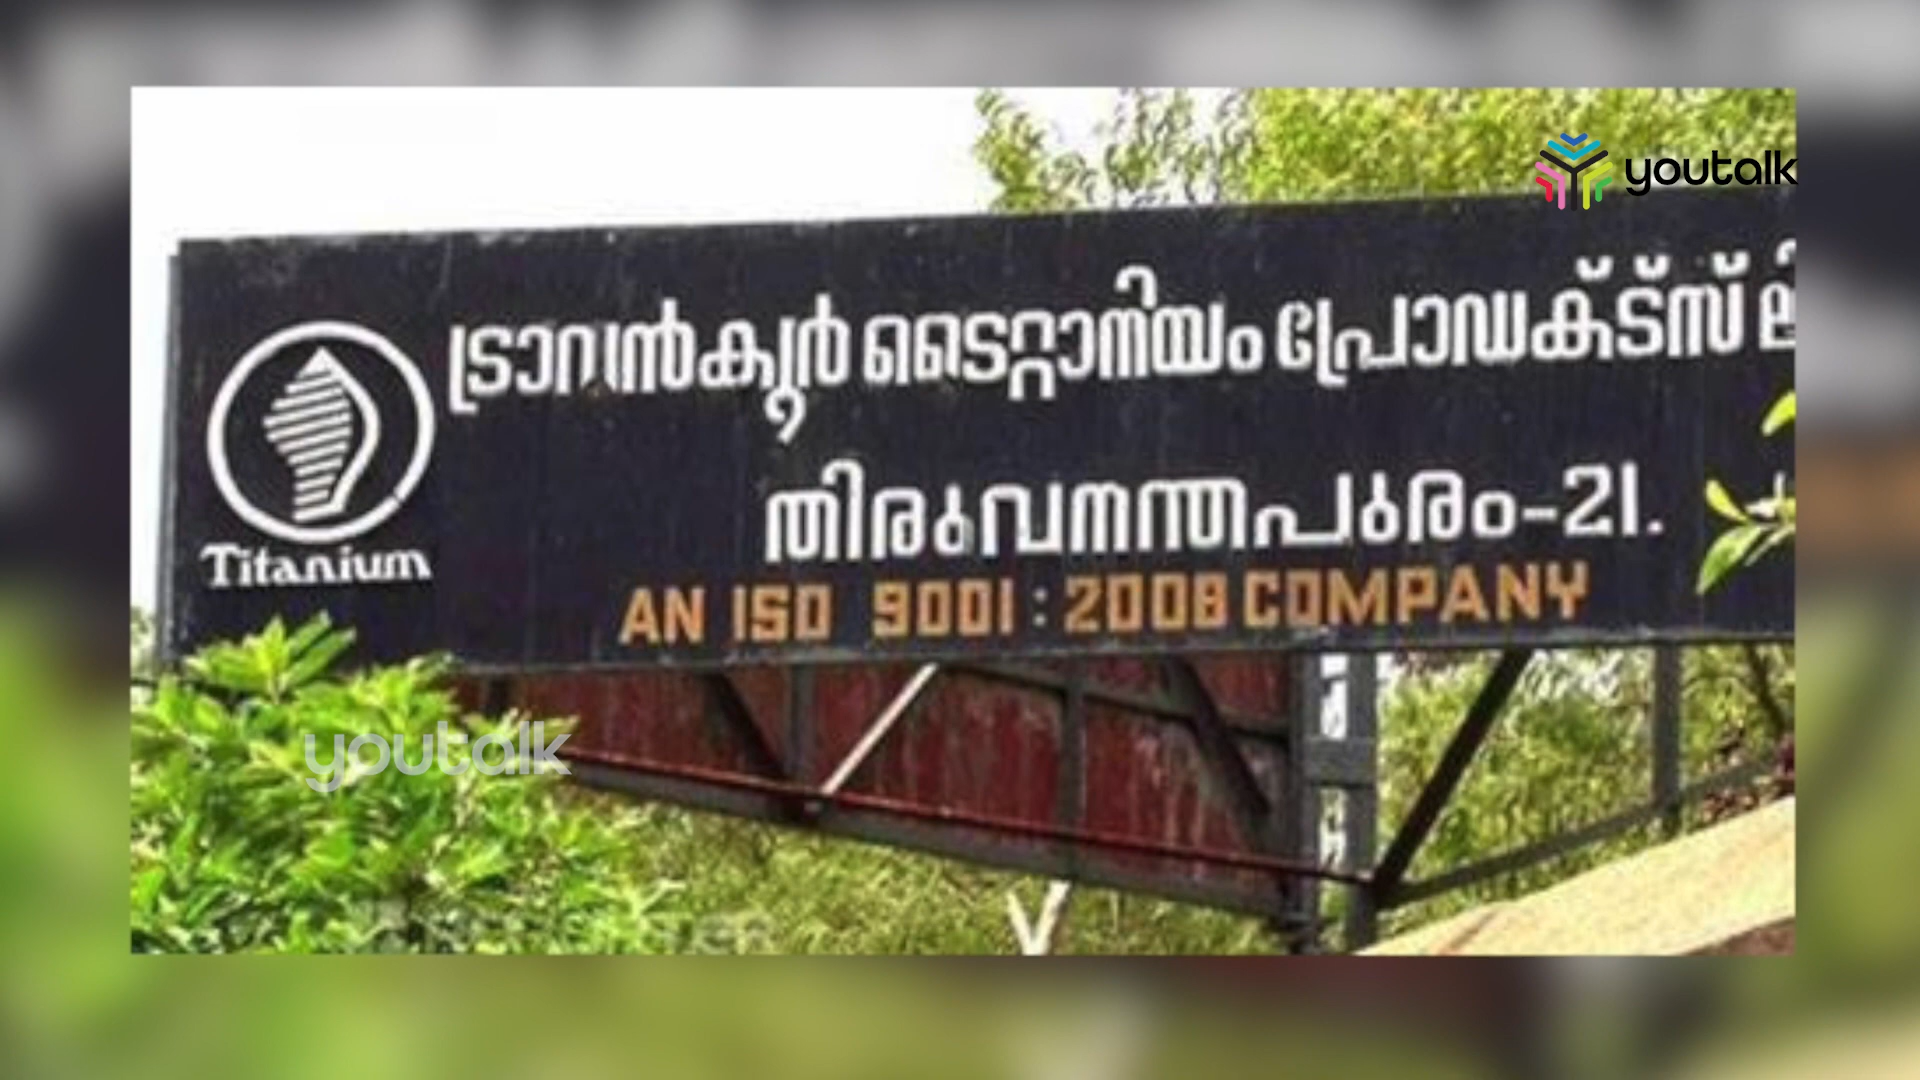 youtalk
ട്രാവൻകൂർ ടൈറ്റാനിയം പ്രോഡക്ട്സ് ലി
തിരുവനന്തപുരം-21.
Titanium
AN ISO 9001:2008 COMPANY
youtalk